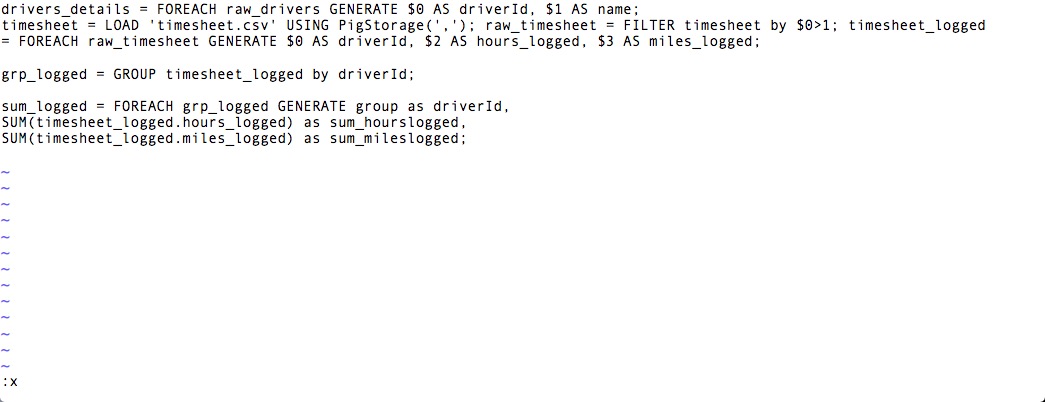 drivers_details = FOREACH raw_drivers GENERATE $0 AS driverId, $1 AS name;
timesheet = LOAD 'timesheet.csv' USING PigStorage(','); raw_timesheet = FILTER timesheet by $0>1; timesheet_logged
= FOREACH raw_timesheet GENERATE $0 AS driverId, $2 AS hours_logged, $3 AS miles_logged;
grp_logged = GROUP timesheet_logged by driverId;
sum_logged = FOREACH grp_logged GENERATE group as driverId,
SUM(timesheet_logged.hours_logged) as sum_hourslogged,
SUM(timesheet_logged.miles_logged) as sum_mileslogged;
~
~
~
~
~
~
~
~
~
~
~
~
~
:x